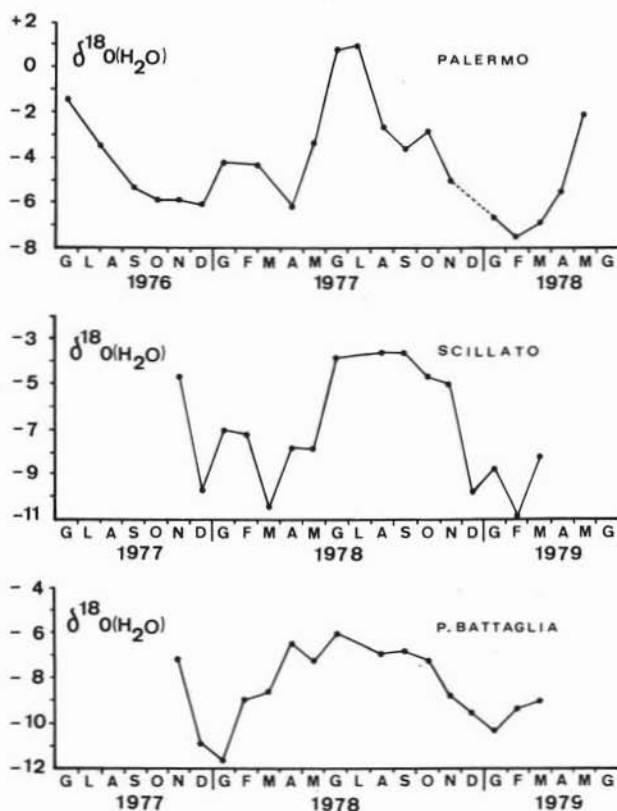 +2
δ¹⁸O(H₂O) PALERMO
0
-2
-4
-6
-8
G L A S O N D G F M A M G L A S O N D G F M A M G
1976 1977 1978
-3
δ¹⁸O(H₂O) SCILLATO
-5
-7
-9
-11
G L A S O N D G F M A M G L A S O N D G F M A M G
1977 1978 1979
- 4
δ¹⁸O(H₂O) P. BATTAGLIA
-6
-8
-10
-12
G L A S O N D G F M A M G L A S O N D G F M A M G
1977 1978 1979